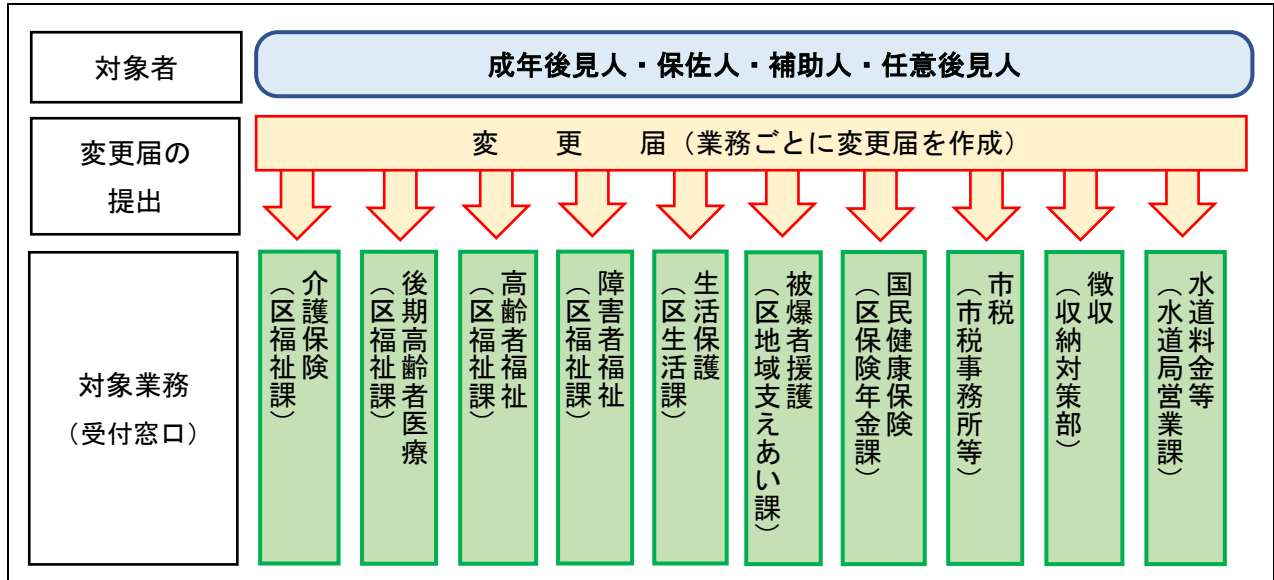 対象者
成年後見人・保佐人・補助人・任意後見人
変更届の
提出
変　更　届（業務ごとに変更届を作成）
対象業務
（受付窓口）
介護保険
（区福祉課）
後期高齢者医療
（区福祉課）
高齢者福祉
（区福祉課）
障害者福祉
（区福祉課）
生活保護
（区生活課）
被爆者援護
（区地域支えあい課）
国民健康保険
（区保険年金課）
市税
（市税事務所等）
徴収
（収納対策部）
水道料金等
（水道局営業課）